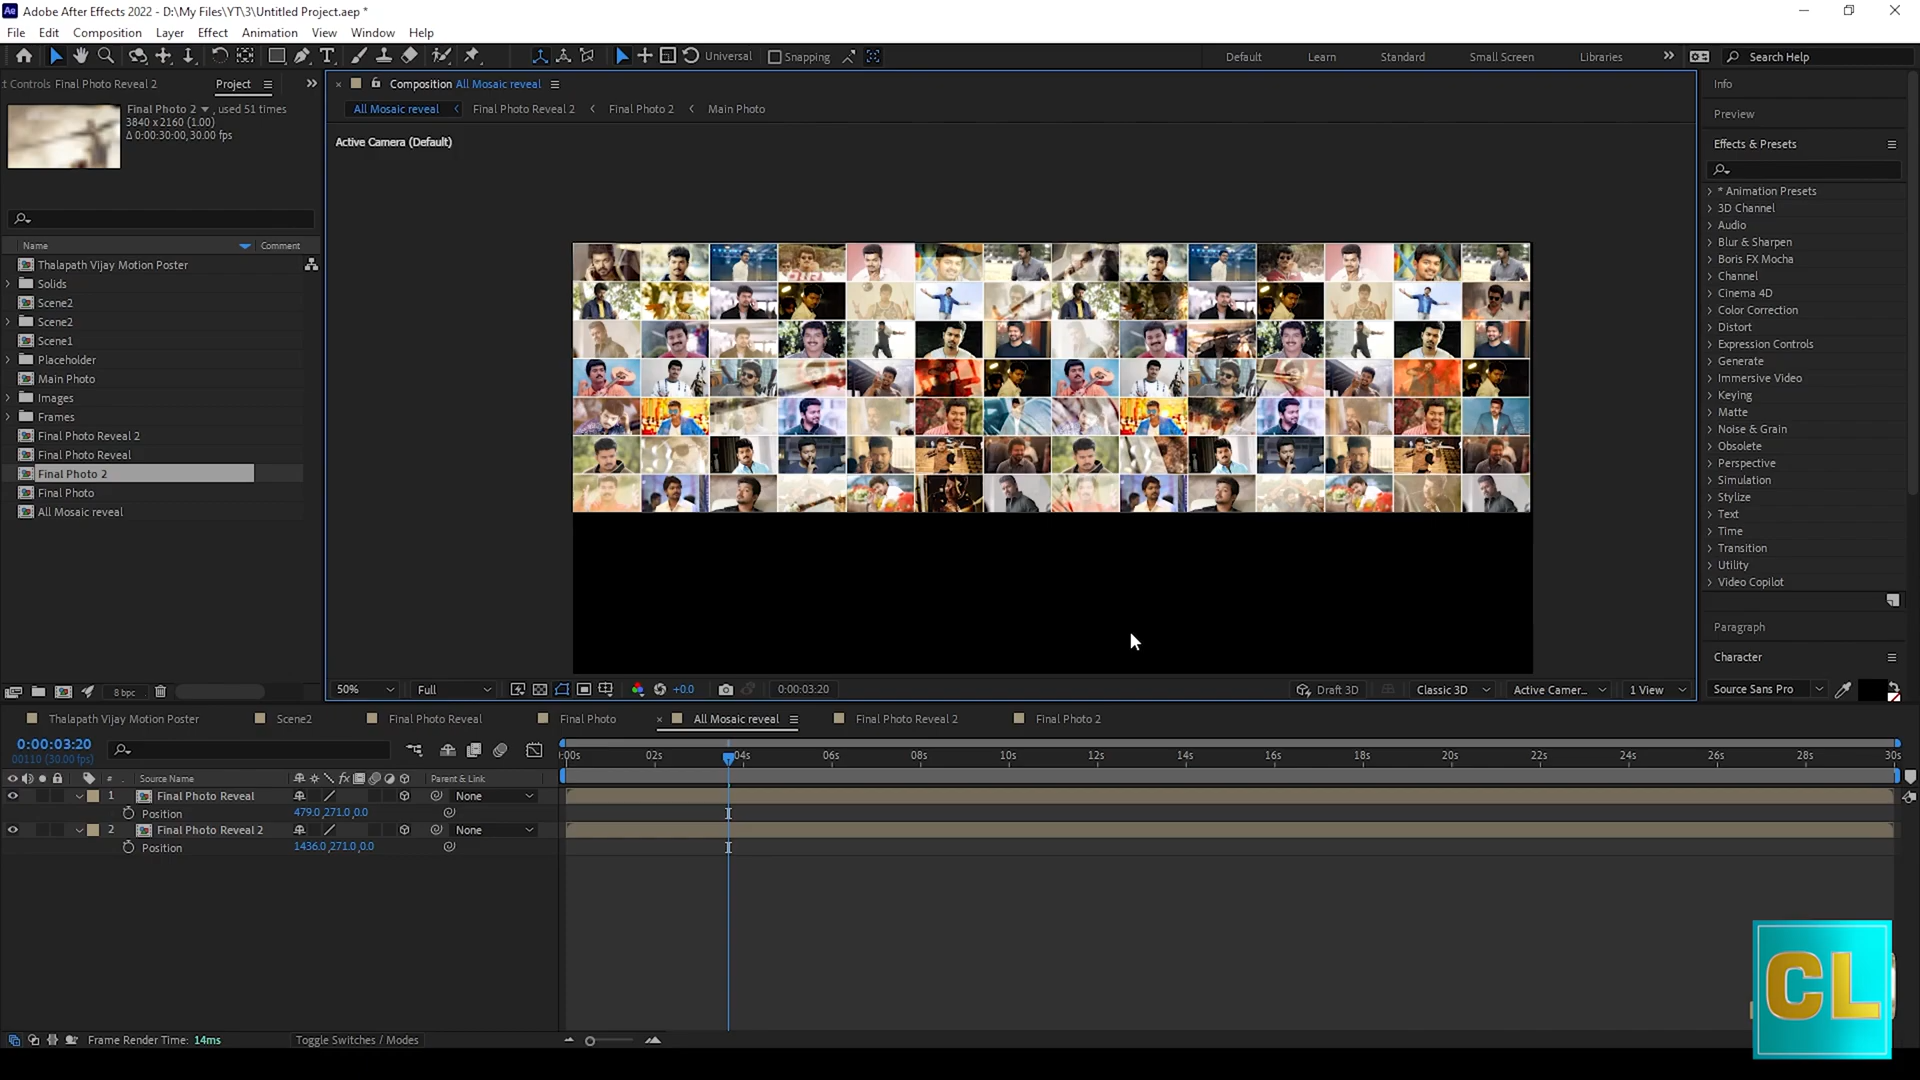 Adobe After Effects 2022 - D:\My Files\YT\3\Untitled Project.aep *
File Edit Composition Layer Effect Animation View Window Help
Universal Snapping Default Learn Standard Small Screen Libraries Search Help
t Controls Final Photo Reveal 2 Project
Final Photo 2 , used 51 times
3840 x 2160 (1.00)
Δ 0:00:30:00, 30.00 fps
Name Comment
Thalapath Vijay Motion Poster
Solids
Scene2
Scene2
Scene1
Placeholder
Main Photo
Images
Frames
Final Photo Reveal 2
Final Photo Reveal
Final Photo 2
Final Photo
All Mosaic reveal
8 bpc
Composition All Mosaic reveal
All Mosaic reveal Final Photo Reveal 2 Final Photo 2 Main Photo
Active Camera (Default)
50% Full +0.0 0:00:03:20 Draft 3D Classic 3D Active Camer... 1 View
Info
Preview
Effects & Presets
* Animation Presets
3D Channel
Audio
Blur & Sharpen
Boris FX Mocha
Channel
Cinema 4D
Color Correction
Distort
Expression Controls
Generate
Immersive Video
Keying
Matte
Noise & Grain
Obsolete
Perspective
Simulation
Stylize
Text
Time
Transition
Utility
Video Copilot
Paragraph
Character
Source Sans Pro
Thalapath Vijay Motion Poster Scene2 Final Photo Reveal Final Photo All Mosaic reveal Final Photo Reveal 2 Final Photo 2
0:00:03:20
00110 (30.00 fps)
:00s 02s 04s 06s 08s 10s 12s 14s 16s 18s 20s 22s 24s 26s 28s 30s
# Source Name Parent & Link
1 Final Photo Reveal None
Position 479.0,271.0,0.0
2 Final Photo Reveal 2 None
Position 1436.0,271.0,0.0
Frame Render Time: 14ms Toggle Switches / Modes
CL